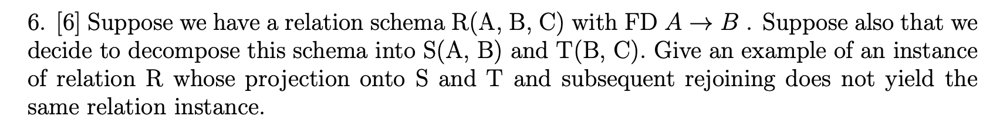 6. [6] Suppose we have a relation schema R(A, B, C) with FD A → B . Suppose also that we
decide to decompose this schema into S(A, B) and T(B, C). Give an example of an instance
of relation R whose projection onto S and T and subsequent rejoining does not yield the
same relation instance.